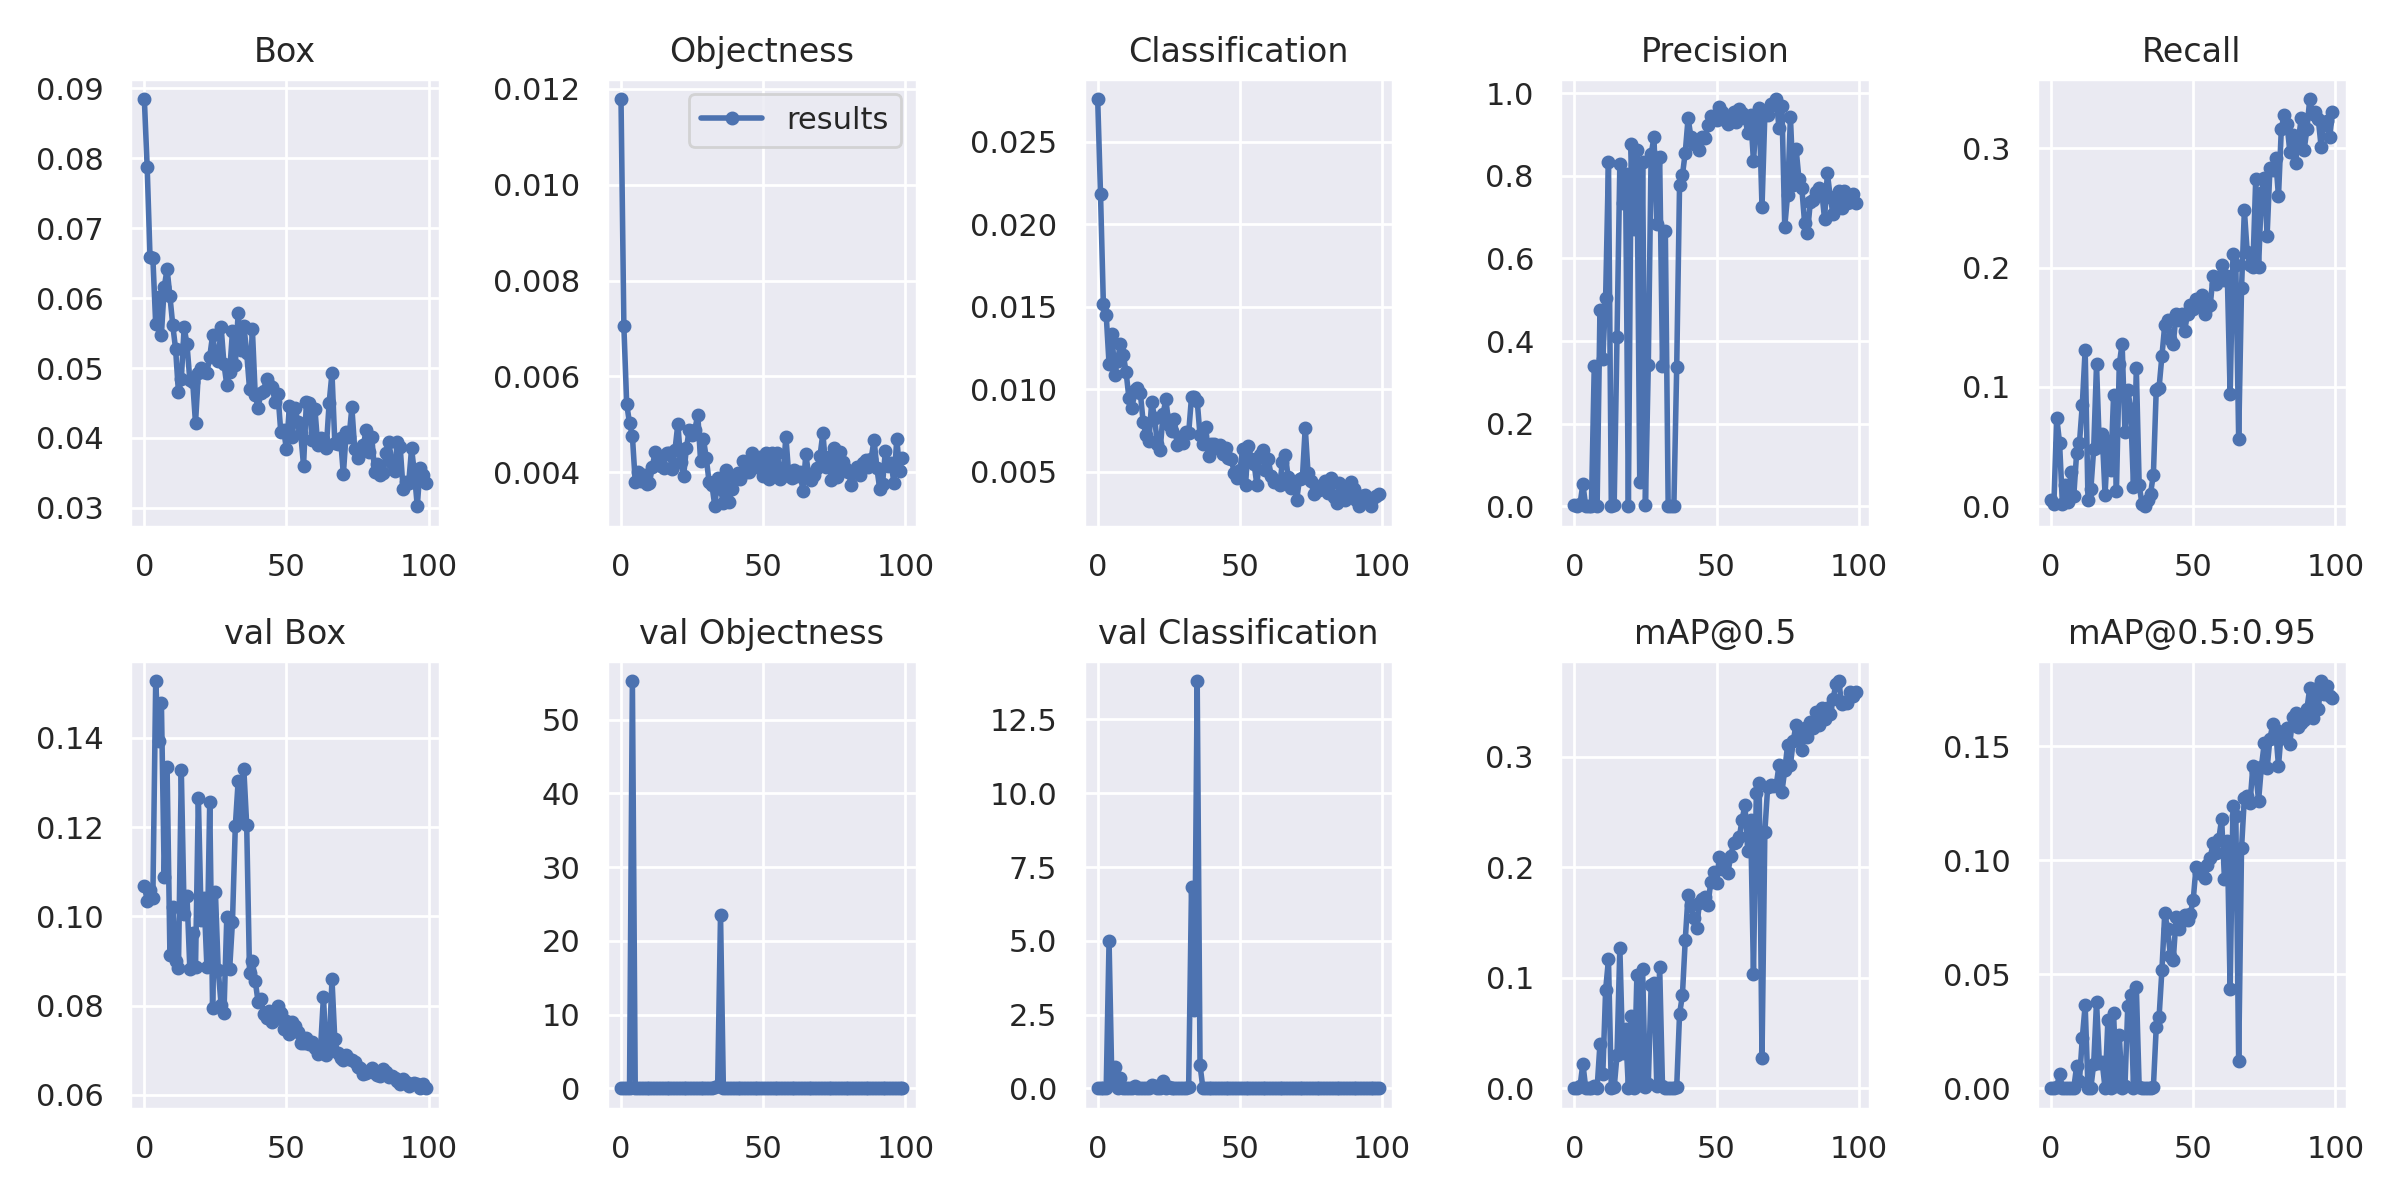 Box
0.09
0.08
0.07
0.06
0.05
0.04
0.03
0 50 100
Objectness
results
0.012
0.010
0.008
0.006
0.004
0 50 100
Classification
0.025
0.020
0.015
0.010
0.005
0 50 100
Precision
1.0
0.8
0.6
0.4
0.2
0.0
0 50 100
Recall
0.3
0.2
0.1
0.0
0 50 100
val Box
0.14
0.12
0.10
0.08
0.06
0 50 100
val Objectness
50
40
30
20
10
0
0 50 100
val Classification
12.5
10.0
7.5
5.0
2.5
0.0
0 50 100
mAP@0.5
0.3
0.2
0.1
0.0
0 50 100
mAP@0.5:0.95
0.15
0.10
0.05
0.00
0 50 100